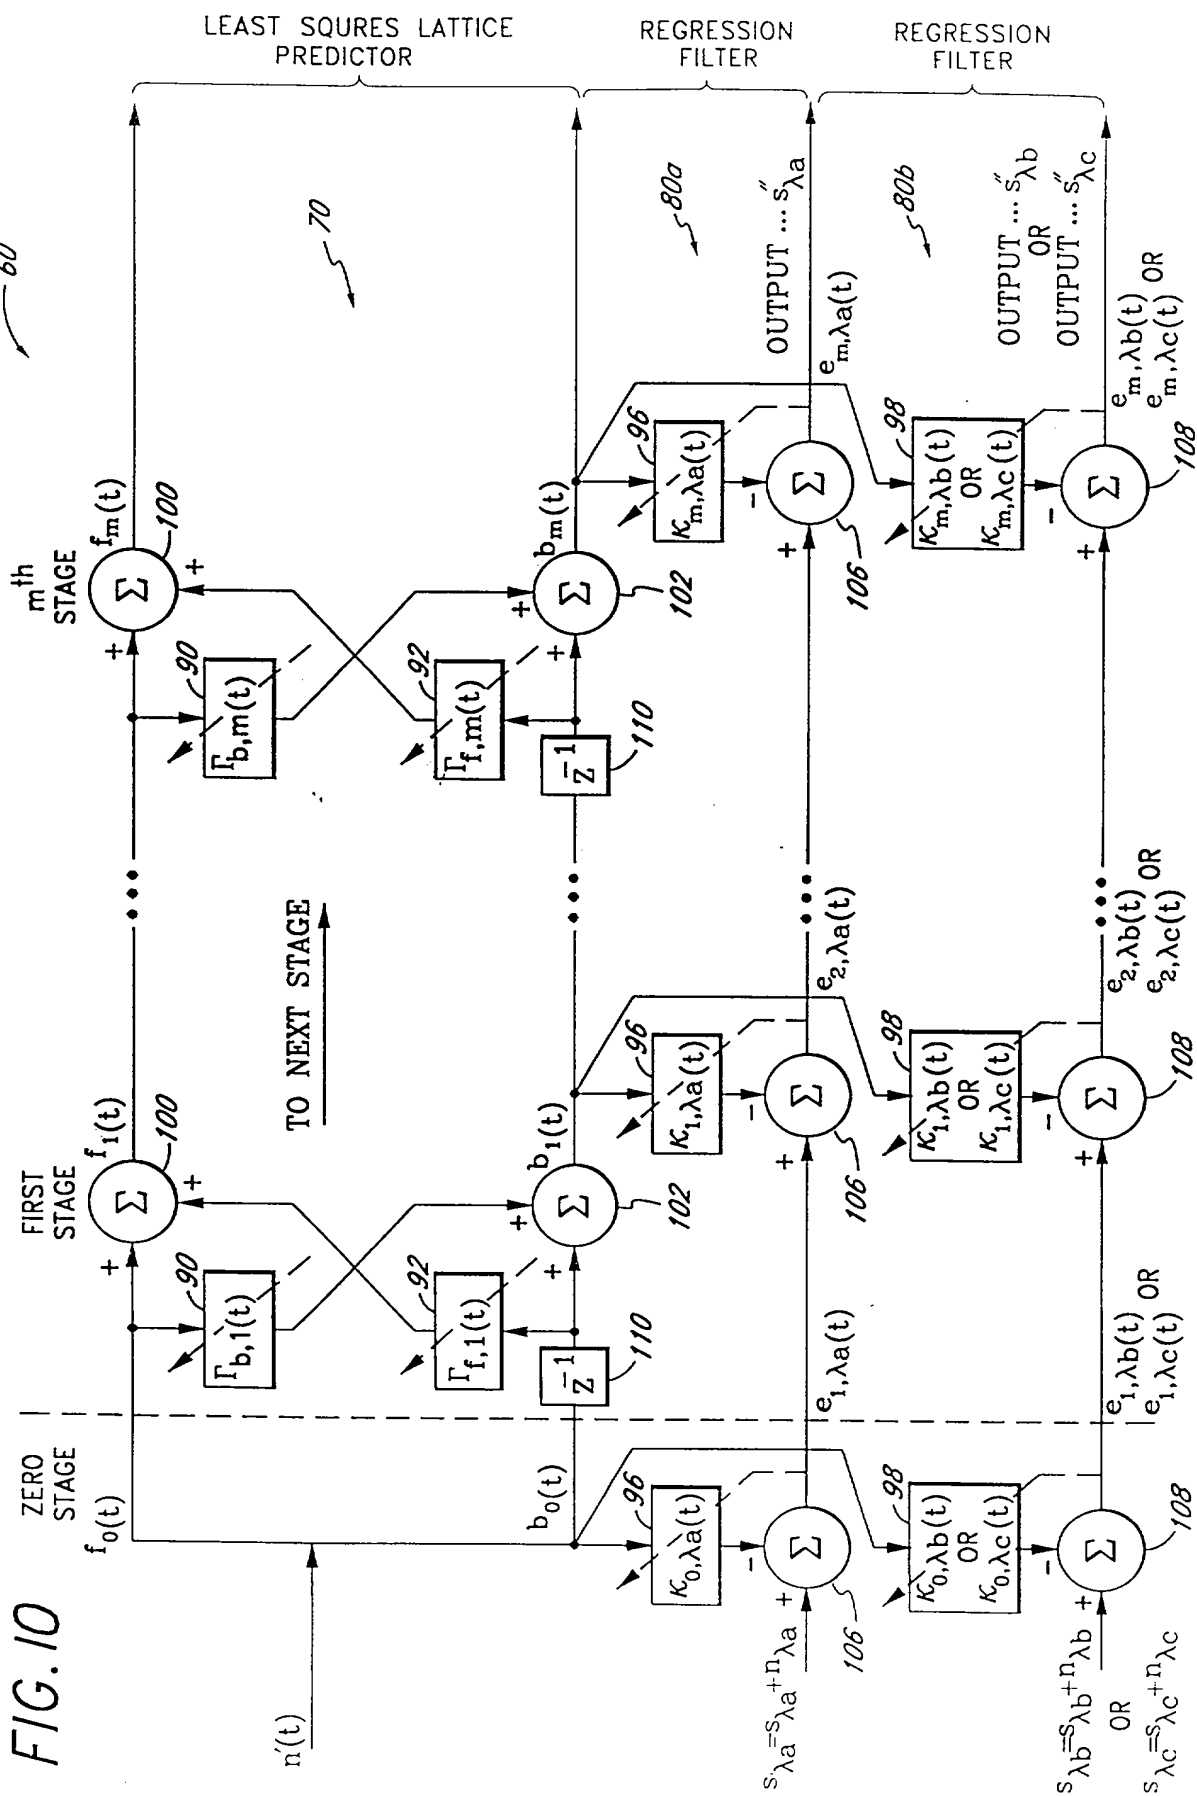 FIG. 10
60
LEAST SQURES LATTICE
PREDICTOR
REGRESSION
FILTER
REGRESSION
FILTER
ZERO
STAGE
FIRST
STAGE
mth
STAGE
f0(t)
f1(t)
fm(t)
100
100
+
+
+
+
Σ
Σ
90
90
Γb,1(t)
Γb,m(t)
70
n'(t)
TO NEXT STAGE
92
92
Γf,1(t)
Γf,m(t)
b0(t)
b1(t)
bm(t)
z-1
z-1
110
110
+
+
+
+
Σ
Σ
102
102
96
96
96
κ0,λa(t)
κ1,λa(t)
κm,λa(t)
80a
sλa=sλa+nλa
+
-
+
-
+
-
Σ
Σ
Σ
106
106
106
e1,λa(t)
e2,λa(t)
em,λa(t)
OUTPUT ... s″λa
98
98
98
κ0,λb(t)
OR
κ0,λc(t)
κ1,λb(t)
OR
κ1,λc(t)
κm,λb(t)
OR
κm,λc(t)
80b
sλb=sλb+nλb
OR
sλc=sλc+nλc
+
-
+
-
+
-
Σ
Σ
Σ
108
108
108
e1,λb(t) OR
e1,λc(t)
e2,λb(t) OR
e2,λc(t)
em,λb(t) OR
em,λc(t)
OUTPUT ... s″λb
OR
OUTPUT ... s″λc